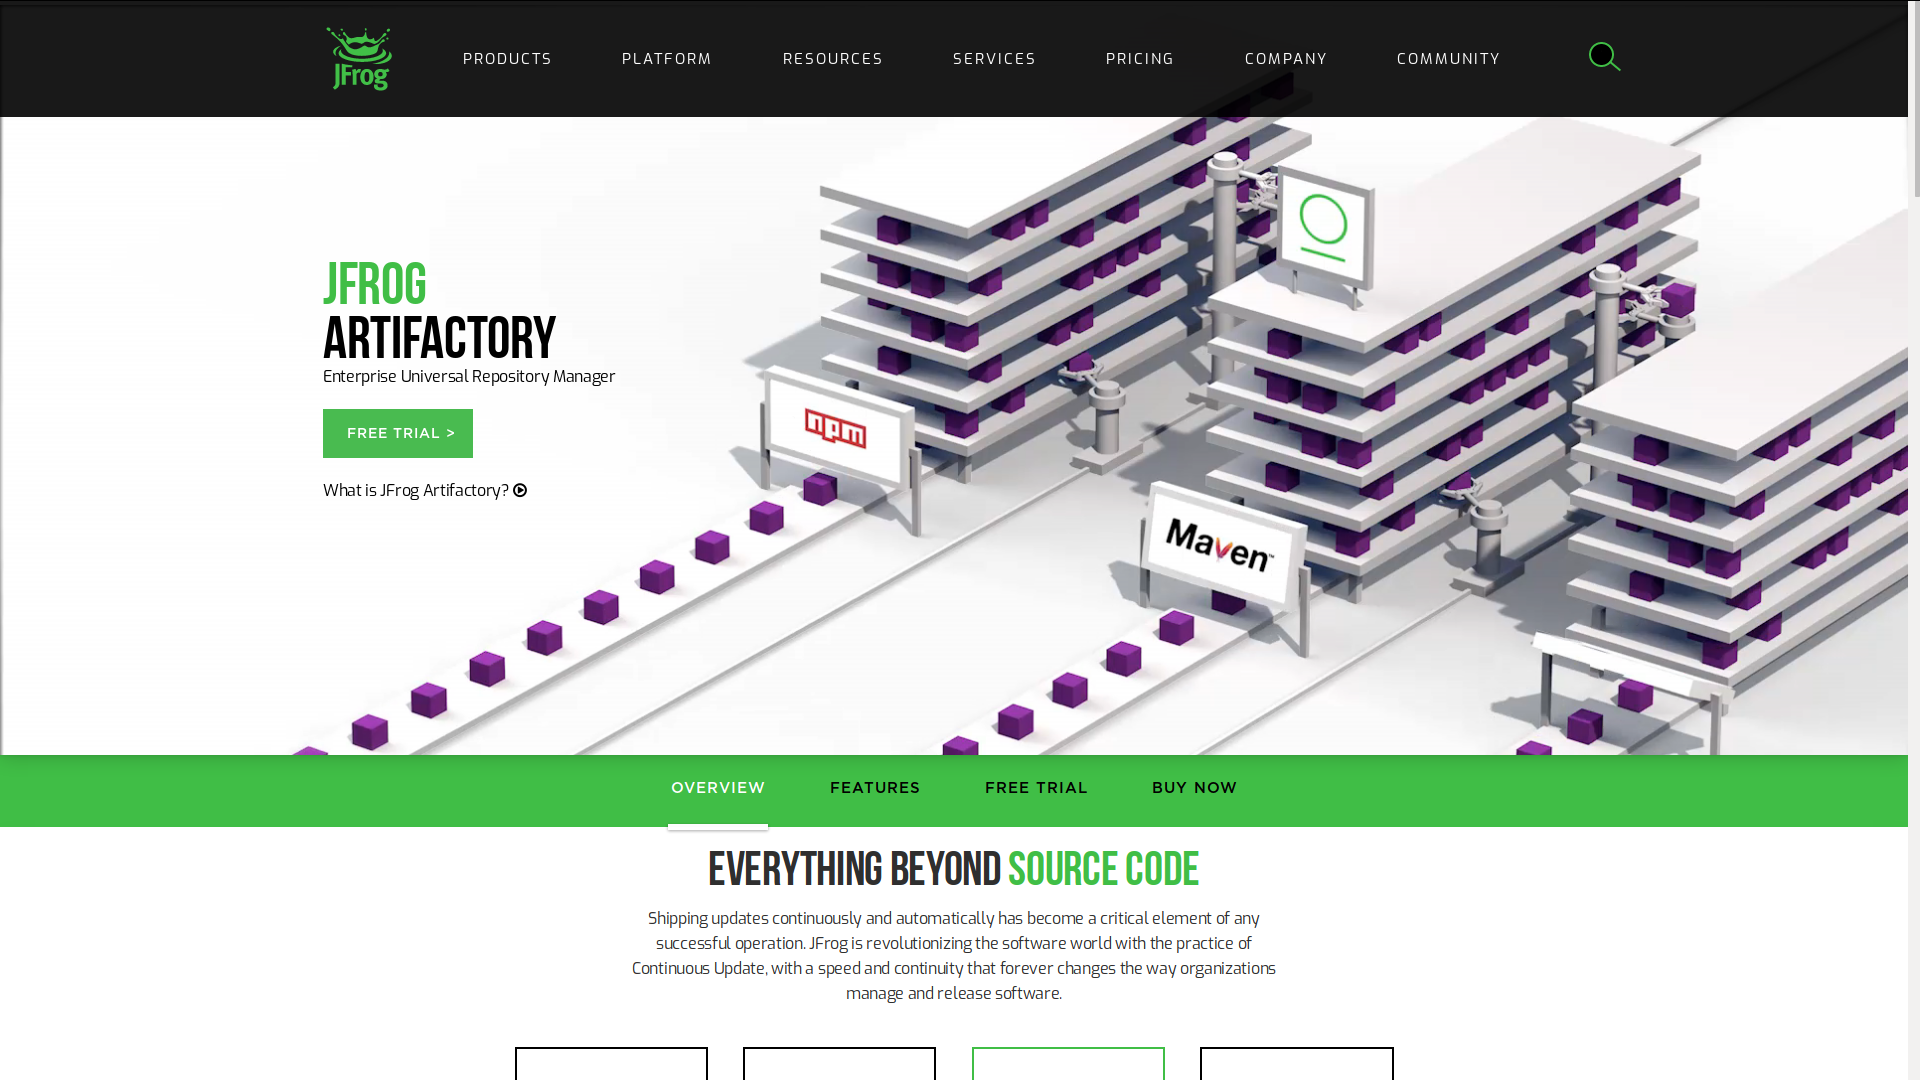 JFrog
PRODUCTS
PLATFORM
RESOURCES
SERVICES
PRICING
COMPANY
COMMUNITY
JFROG
ARTIFACTORY
Enterprise Universal Repository Manager
FREE TRIAL >
What is JFrog Artifactory?
npm
Maven™
OVERVIEW
FEATURES
FREE TRIAL
BUY NOW
EVERYTHING BEYOND SOURCE CODE
Shipping updates continuously and automatically has become a critical element of any
successful operation. JFrog is revolutionizing the software world with the practice of
Continuous Update, with a speed and continuity that forever changes the way organizations
manage and release software.